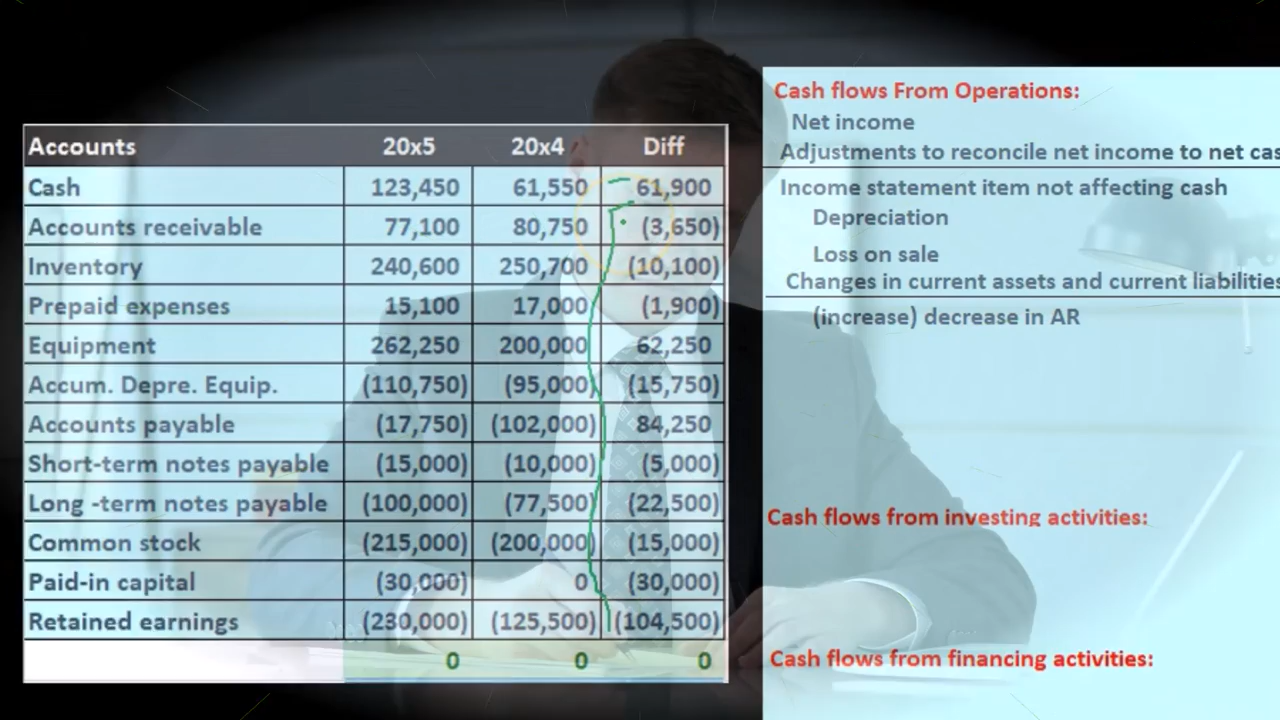 Accounts 20x5 20x4 Diff
Cash 123,450 61,550 61,900
Accounts receivable 77,100 80,750 (3,650)
Inventory 240,600 250,700 (10,100)
Prepaid expenses 15,100 17,000 (1,900)
Equipment 262,250 200,000 62,250
Accum. Depre. Equip. (110,750) (95,000) (15,750)
Accounts payable (17,750) (102,000) 84,250
Short-term notes payable (15,000) (10,000) (5,000)
Long -term notes payable (100,000) (77,500) (22,500)
Common stock (215,000) (200,000) (15,000)
Paid-in capital (30,000) 0 (30,000)
Retained earnings (230,000) (125,500) (104,500)
0 0 0
Cash flows From Operations:
Net income
Adjustments to reconcile net income to net cas
Income statement item not affecting cash
Depreciation
Loss on sale
Changes in current assets and current liabilities
(increase) decrease in AR
Cash flows from investing activities:
Cash flows from financing activities: